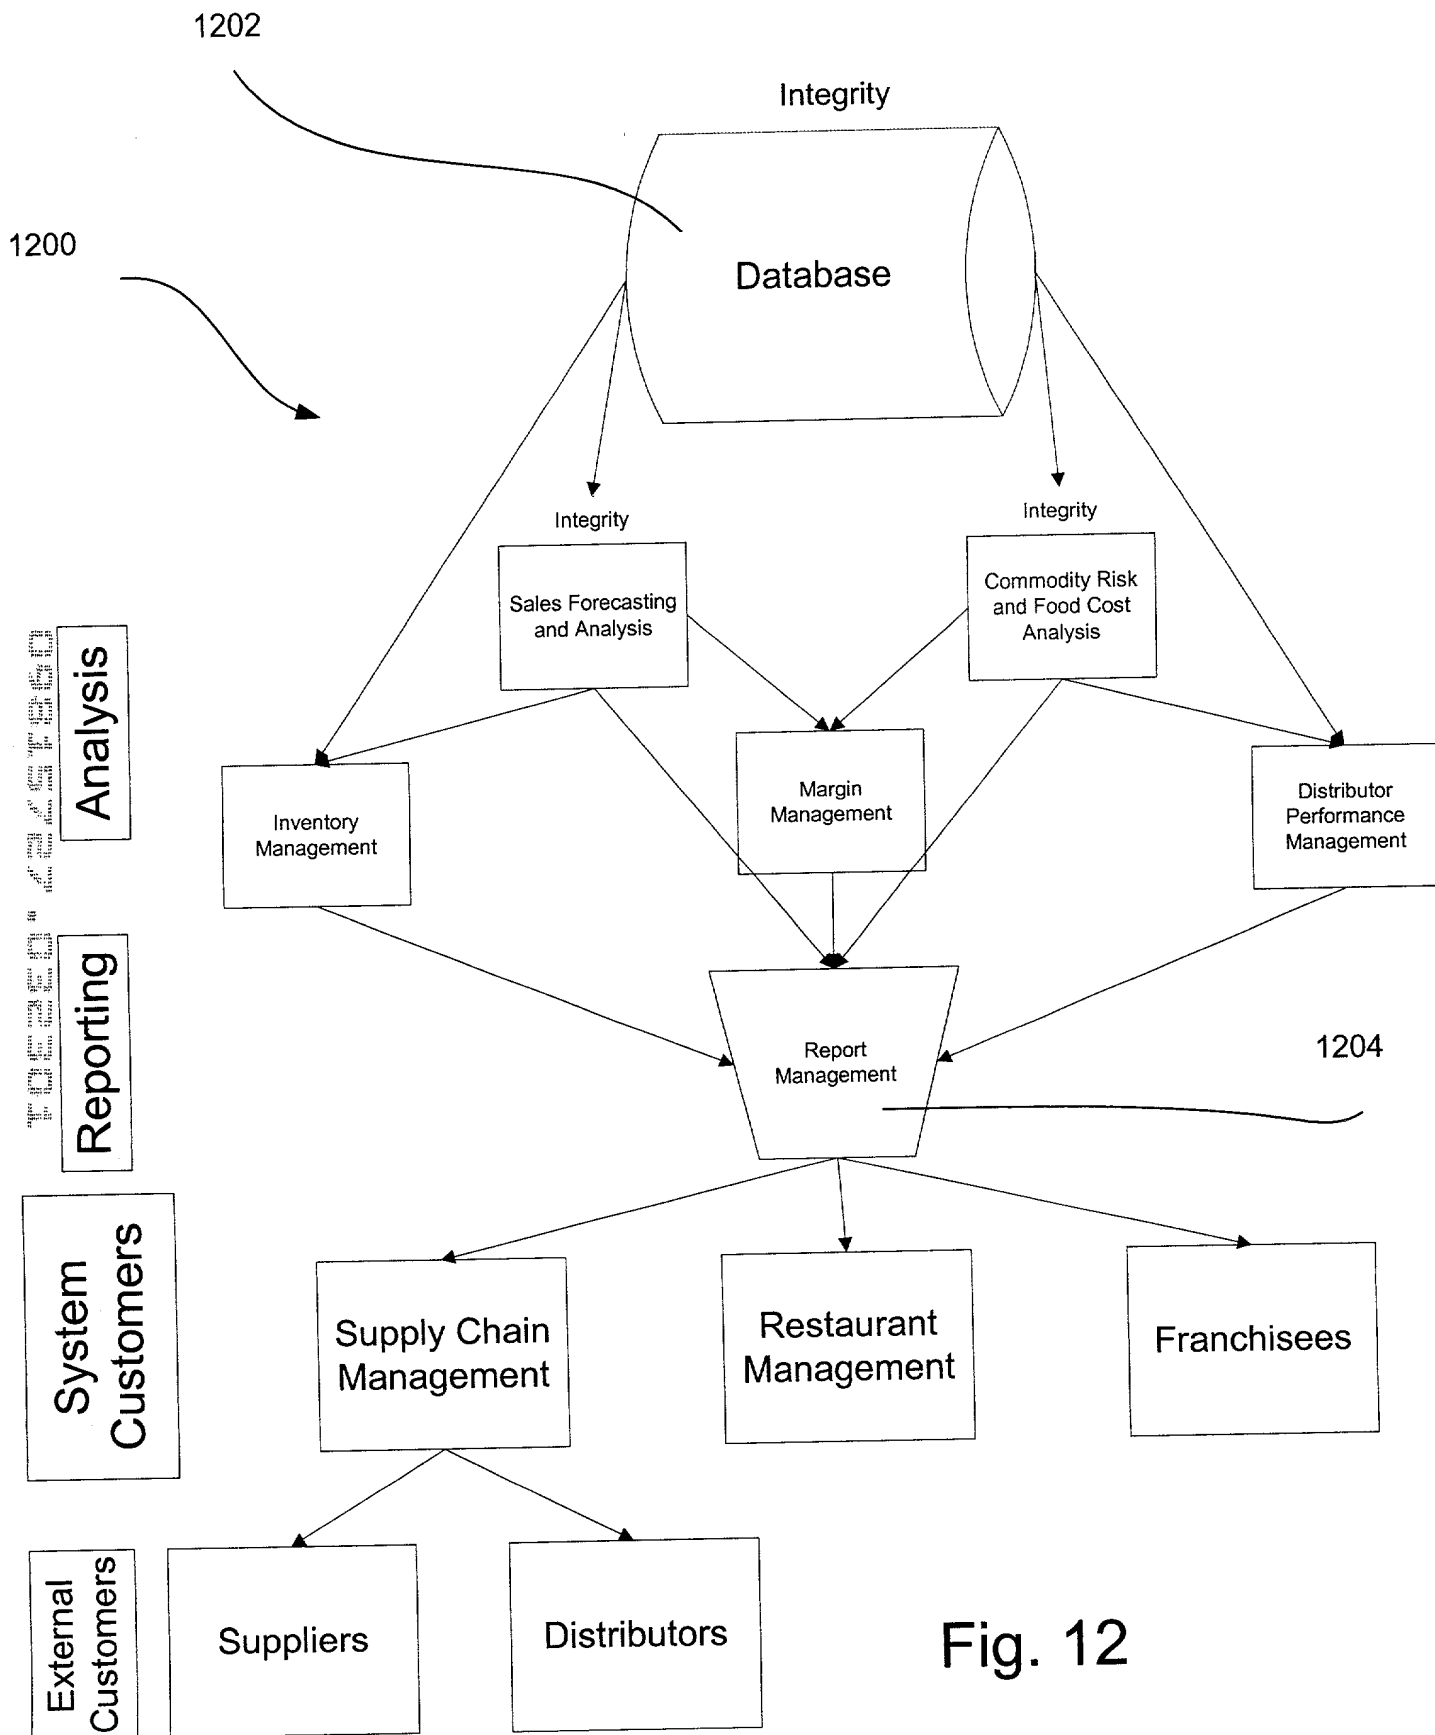 1202
Integrity
1200
Database
Integrity
Integrity
Sales Forecasting
and Analysis
Commodity Risk
and Food Cost
Analysis
Analysis
Inventory
Management
Margin
Management
Distributor
Performance
Management
Reporting
Report
Management
1204
System
Customers
Supply Chain
Management
Restaurant
Management
Franchisees
External
Customers
Suppliers
Distributors
Fig. 12